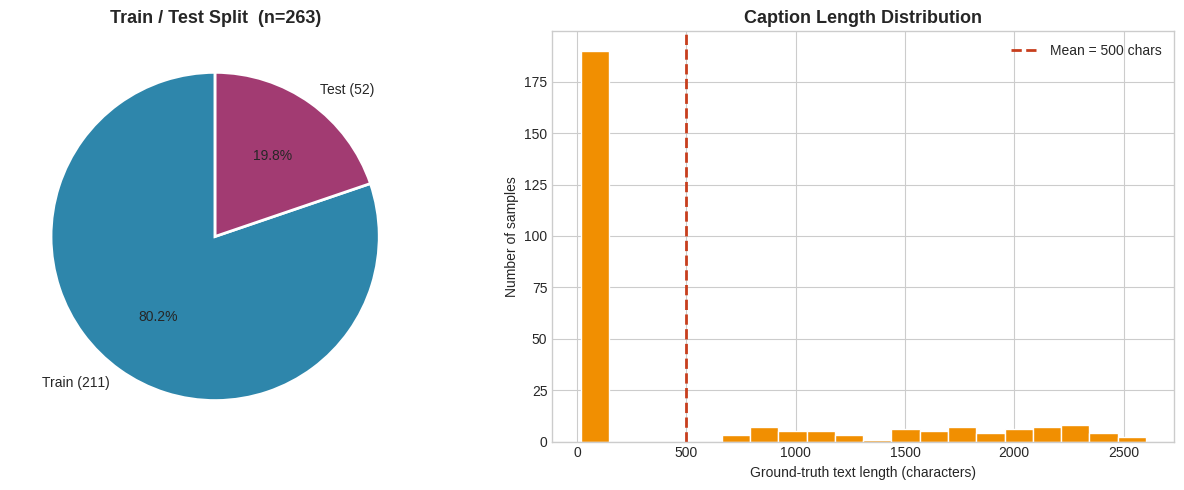 Train / Test Split  (n=263)
Test (52)
19.8%
80.2%
Train (211)
Caption Length Distribution
Mean = 500 chars
Number of samples
175
150
125
100
75
50
25
0
0 500 1000 1500 2000 2500
Ground-truth text length (characters)